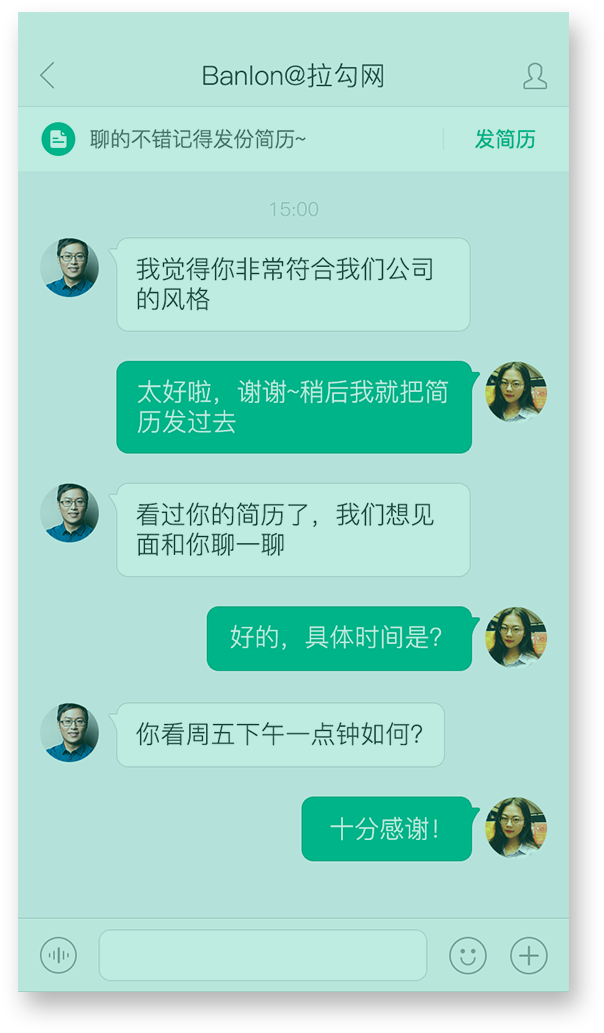 Banlon@拉勾网
聊的不错记得发份简历~ 发简历
15:00
我觉得你非常符合我们公司
的风格
太好啦，谢谢~稍后我就把简
历发过去
看过你的简历了，我们想见
面和你聊一聊
好的，具体时间是？
你看周五下午一点钟如何？
十分感谢！